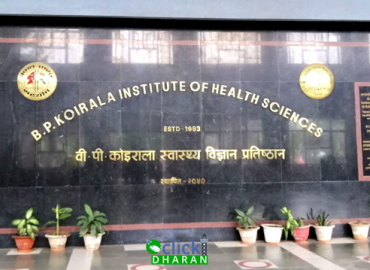 B.P. KOIRALA INSTITUTE OF HEALTH SCIENCES
ESTD - 1993
वी·पी·कोइराला स्वास्थ्य विज्ञान प्रतिष्ठान
स्थापित - २०५०
click
DHARAN